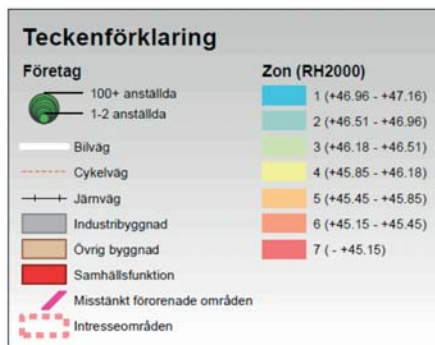 Teckenförklaring
Företag
100+ anställda
1-2 anställda
Bilväg
Cykelväg
Järnväg
Industribyggnad
Övrig byggnad
Samhällsfunktion
Misstänkt förorenade områden
Intresseområden
Zon (RH2000)
1 (+46.96 - +47.16)
2 (+46.51 - +46.96)
3 (+46.18 - +46.51)
4 (+45.85 - +46.18)
5 (+45.45 - +45.85)
6 (+45.15 - +45.45)
7 ( - +45.15)